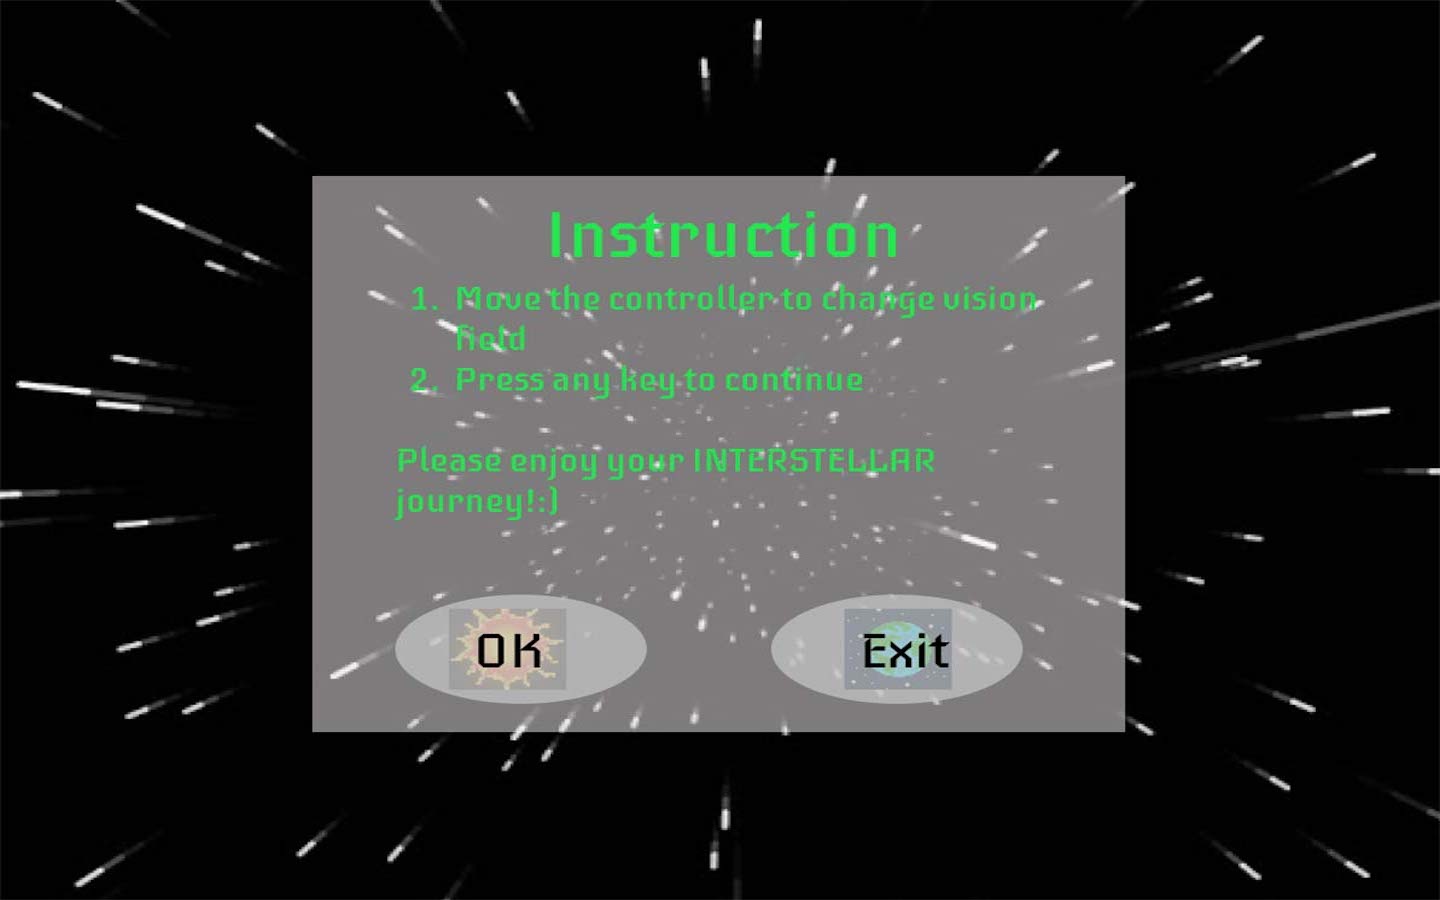 Instruction
1. Move the controller to change vision
field
2. Press any key to continue
Please enjoy your INTERSTELLAR
journey!:)
OK
Exit